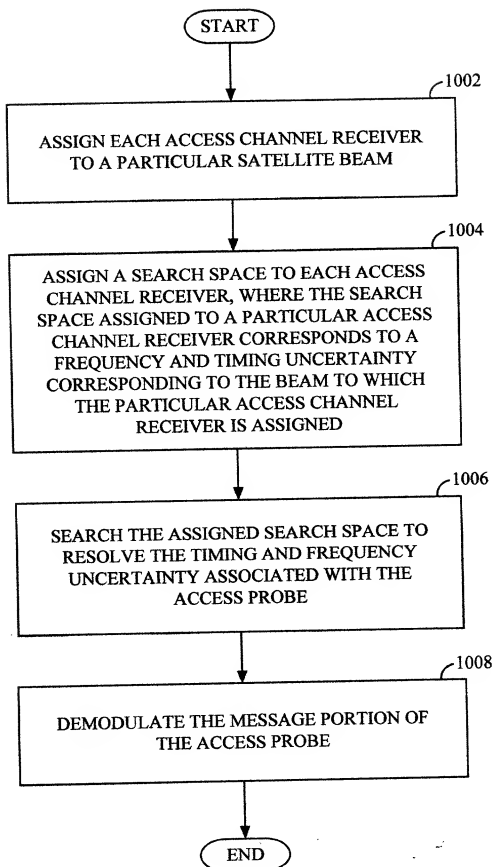 START
1002
ASSIGN EACH ACCESS CHANNEL RECEIVER
TO A PARTICULAR SATELLITE BEAM
1004
ASSIGN A SEARCH SPACE TO EACH ACCESS
CHANNEL RECEIVER, WHERE THE SEARCH
SPACE ASSIGNED TO A PARTICULAR ACCESS
CHANNEL RECEIVER CORRESPONDS TO A
FREQUENCY AND TIMING UNCERTAINTY
CORRESPONDING TO THE BEAM TO WHICH
THE PARTICULAR ACCESS CHANNEL
RECEIVER IS ASSIGNED
1006
SEARCH THE ASSIGNED SEARCH SPACE TO
RESOLVE THE TIMING AND FREQUENCY
UNCERTAINTY ASSOCIATED WITH THE
ACCESS PROBE
1008
DEMODULATE THE MESSAGE PORTION OF
THE ACCESS PROBE
END